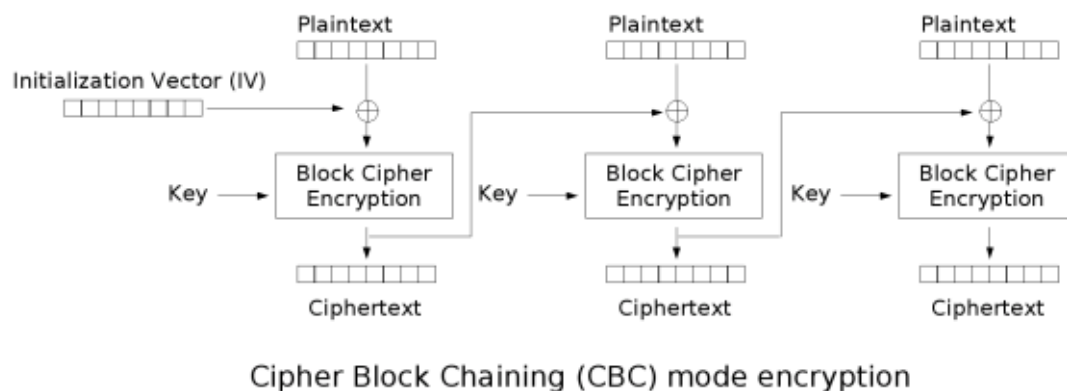 Plaintext Plaintext Plaintext
Initialization Vector (IV)
Key Block Cipher Encryption Key Block Cipher Encryption Key Block Cipher Encryption
Ciphertext Ciphertext Ciphertext
Cipher Block Chaining (CBC) mode encryption